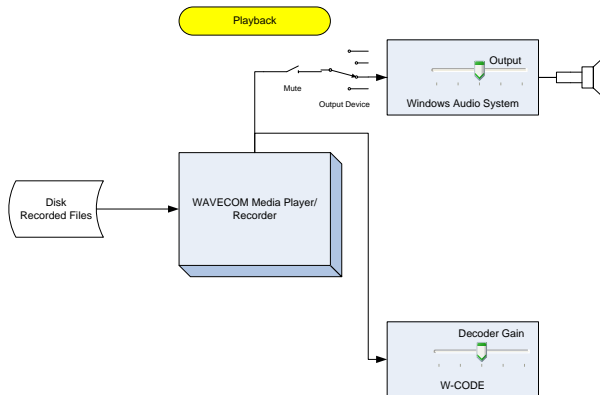 Playback
Output
Mute
Output Device
Windows Audio System
Disk
Recorded Files
WAVECOM Media Player/
Recorder
Decoder Gain
W-CODE